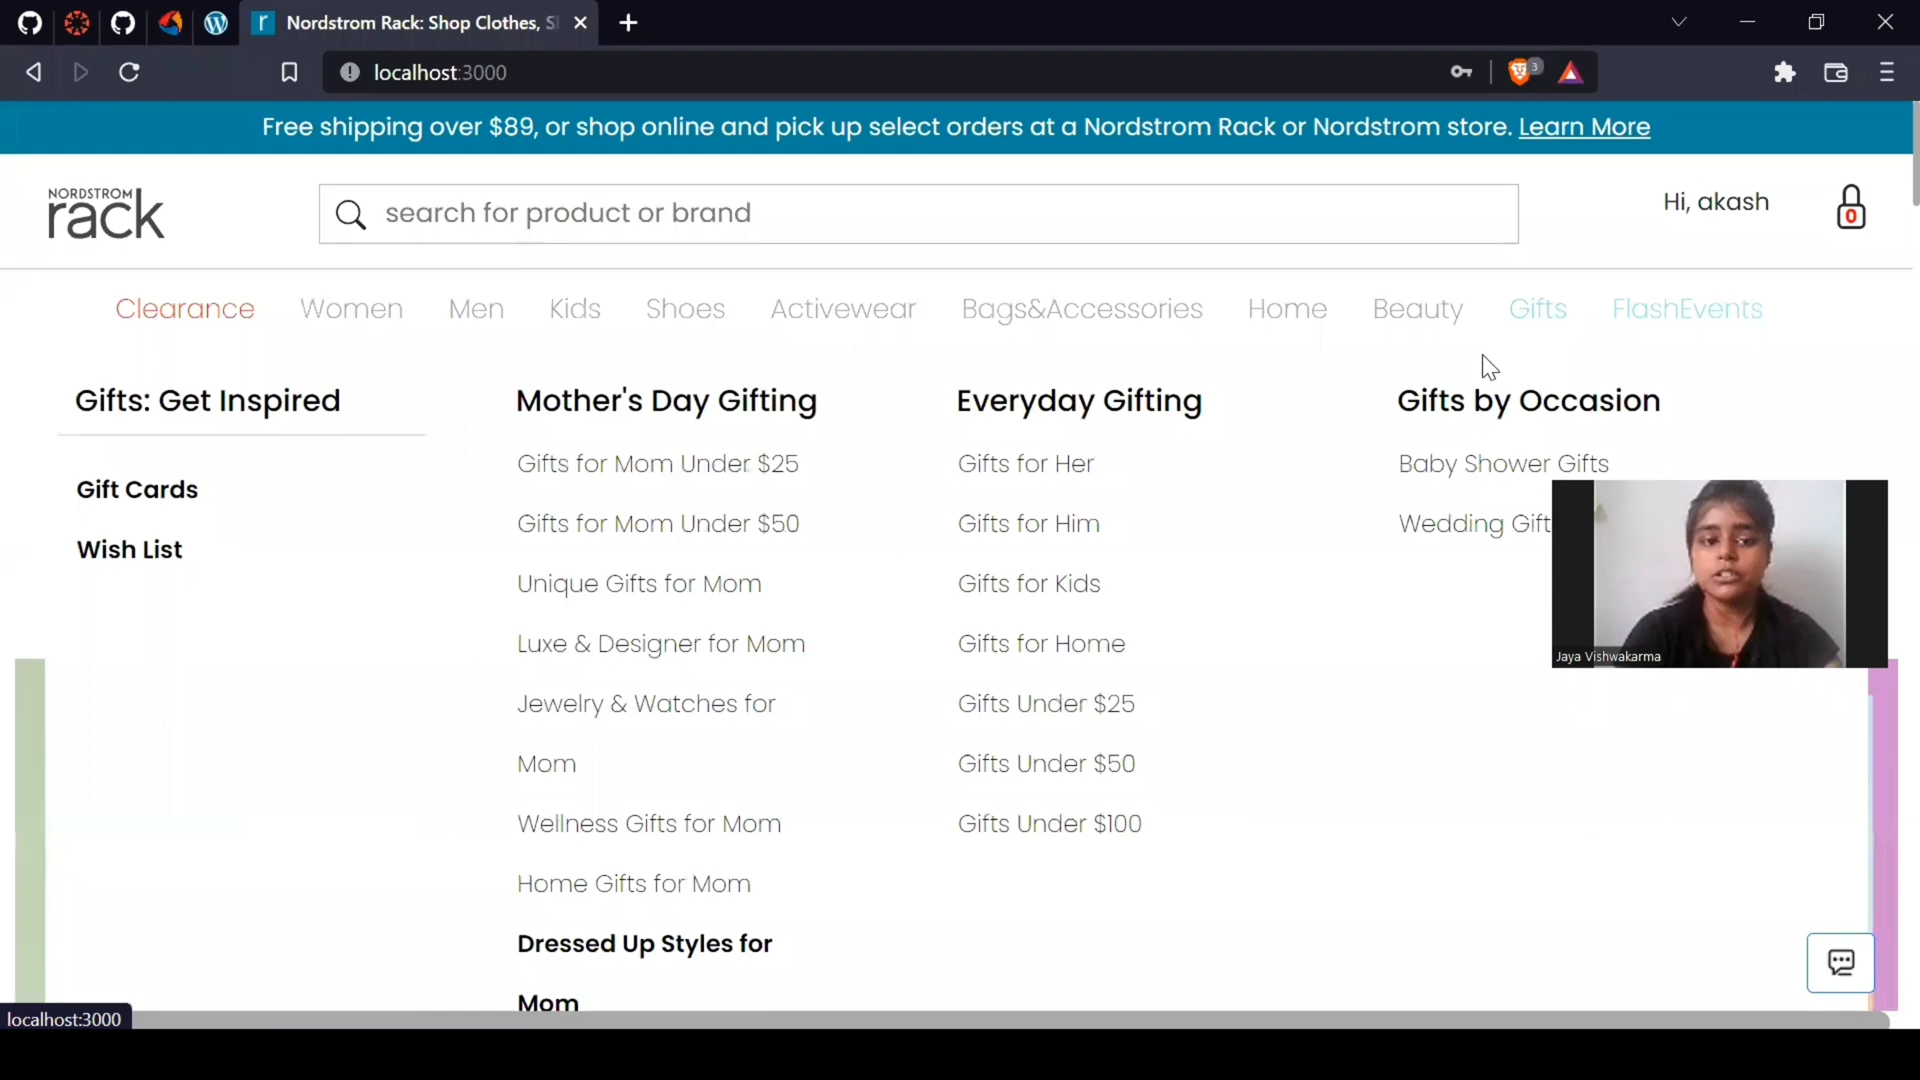 Nordstrom Rack: Shop Clothes, S
localhost:3000
3
Free shipping over $89, or shop online and pick up select orders at a Nordstrom Rack or Nordstrom store. Learn More
NORDSTROM
rack
search for product or brand
Hi, akash
0
Clearance Women Men Kids Shoes Activewear Bags&Accessories Home Beauty Gifts FlashEvents
Gifts: Get Inspired
Gift Cards
Wish List
Mother's Day Gifting
Gifts for Mom Under $25
Gifts for Mom Under $50
Unique Gifts for Mom
Luxe & Designer for Mom
Jewelry & Watches for
Mom
Wellness Gifts for Mom
Home Gifts for Mom
Dressed Up Styles for
Mom
Everyday Gifting
Gifts for Her
Gifts for Him
Gifts for Kids
Gifts for Home
Gifts Under $25
Gifts Under $50
Gifts Under $100
Gifts by Occasion
Baby Shower Gifts
Wedding Gift
Jaya Vishwakarma
localhost:3000